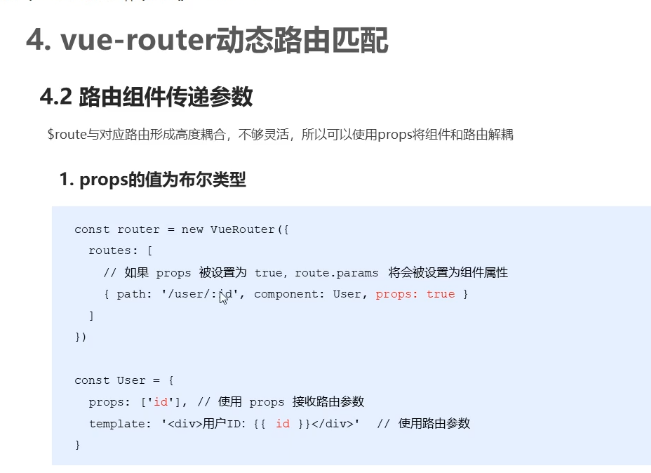 4. vue-router动态路由匹配
4.2 路由组件传递参数
$route与对应路由形成高度耦合，不够灵活，所以可以使用props将组件和路由解耦
1. props的值为布尔类型
const router = new VueRouter({
routes: [
// 如果 props 被设置为 true，route.params 将会被设置为组件属性
{ path: '/user/:id', component: User, props: true }
]
})
const User = {
props: ['id'], // 使用 props 接收路由参数
template: '<div>用户ID：{{ id }}</div>' // 使用路由参数
}